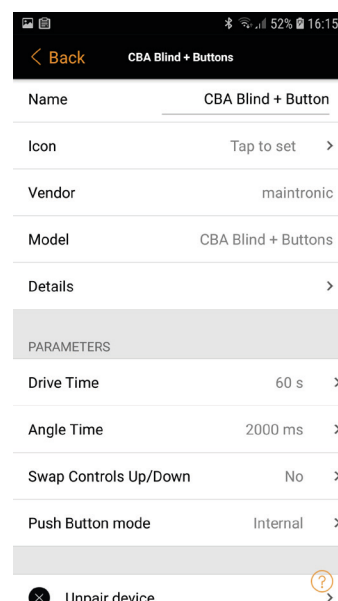 52% 16:15
< Back CBA Blind + Buttons
Name CBA Blind + Button
Icon Tap to set >
Vendor maintronic
Model CBA Blind + Buttons
Details >
PARAMETERS
Drive Time 60 s >
Angle Time 2000 ms >
Swap Controls Up/Down No >
Push Button mode Internal >
?
Unpair device >